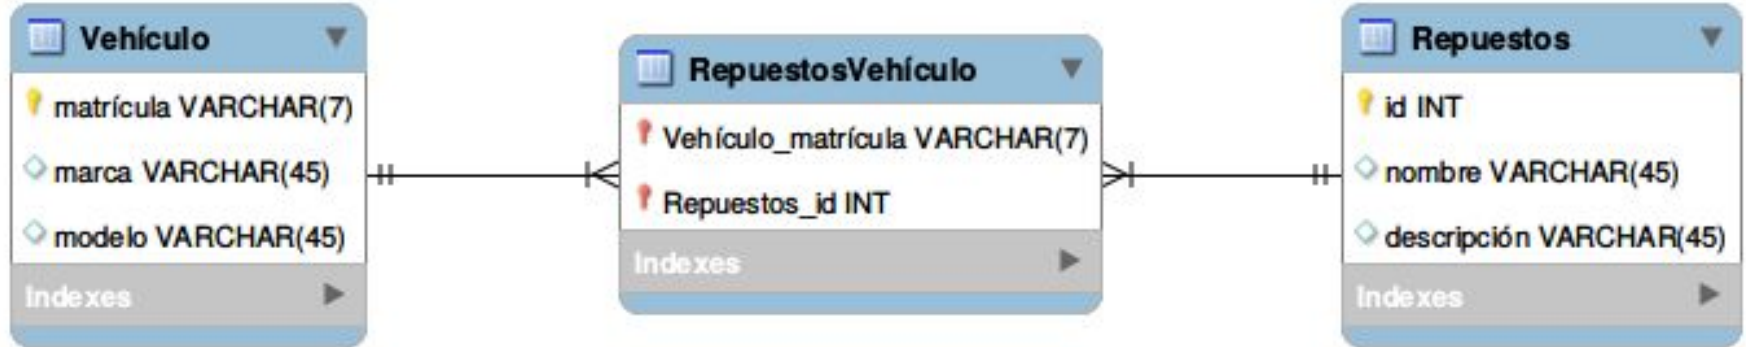 Vehículo
matrícula VARCHAR(7)
marca VARCHAR(45)
modelo VARCHAR(45)
Indexes
RepuestosVehículo
Vehículo_matrícula VARCHAR(7)
Repuestos_id INT
Indexes
Repuestos
id INT
nombre VARCHAR(45)
descripción VARCHAR(45)
Indexes